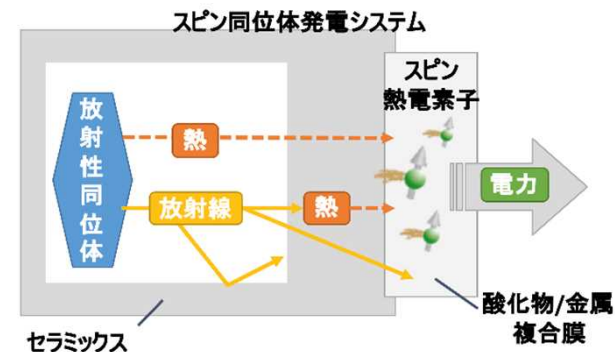 スピン同位体発電システム
スピン
熱電素子
放射性同位体
熱
放射線
熱
電力
酸化物/金属
複合膜
セラミックス